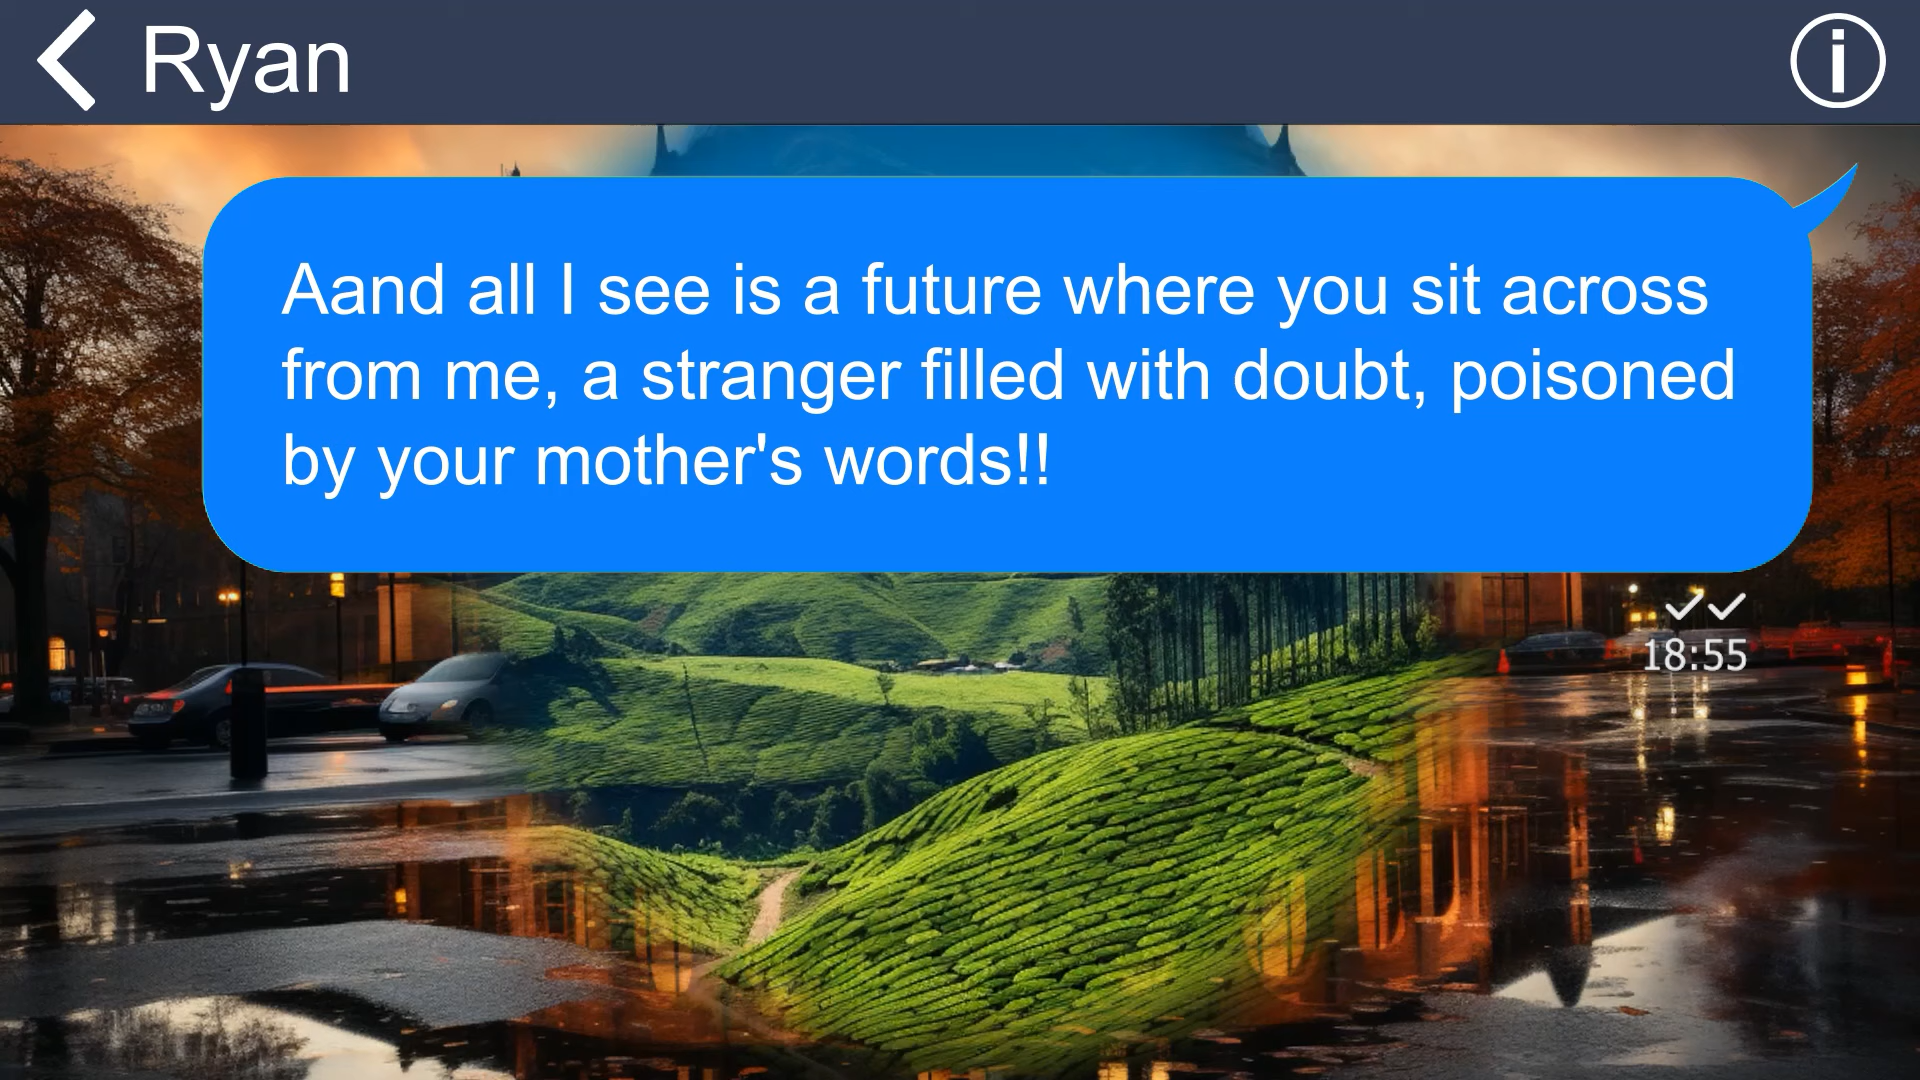 Ryan
Aand all I see is a future where you sit across
from me, a stranger filled with doubt, poisoned
by your mother's words!!
18:55